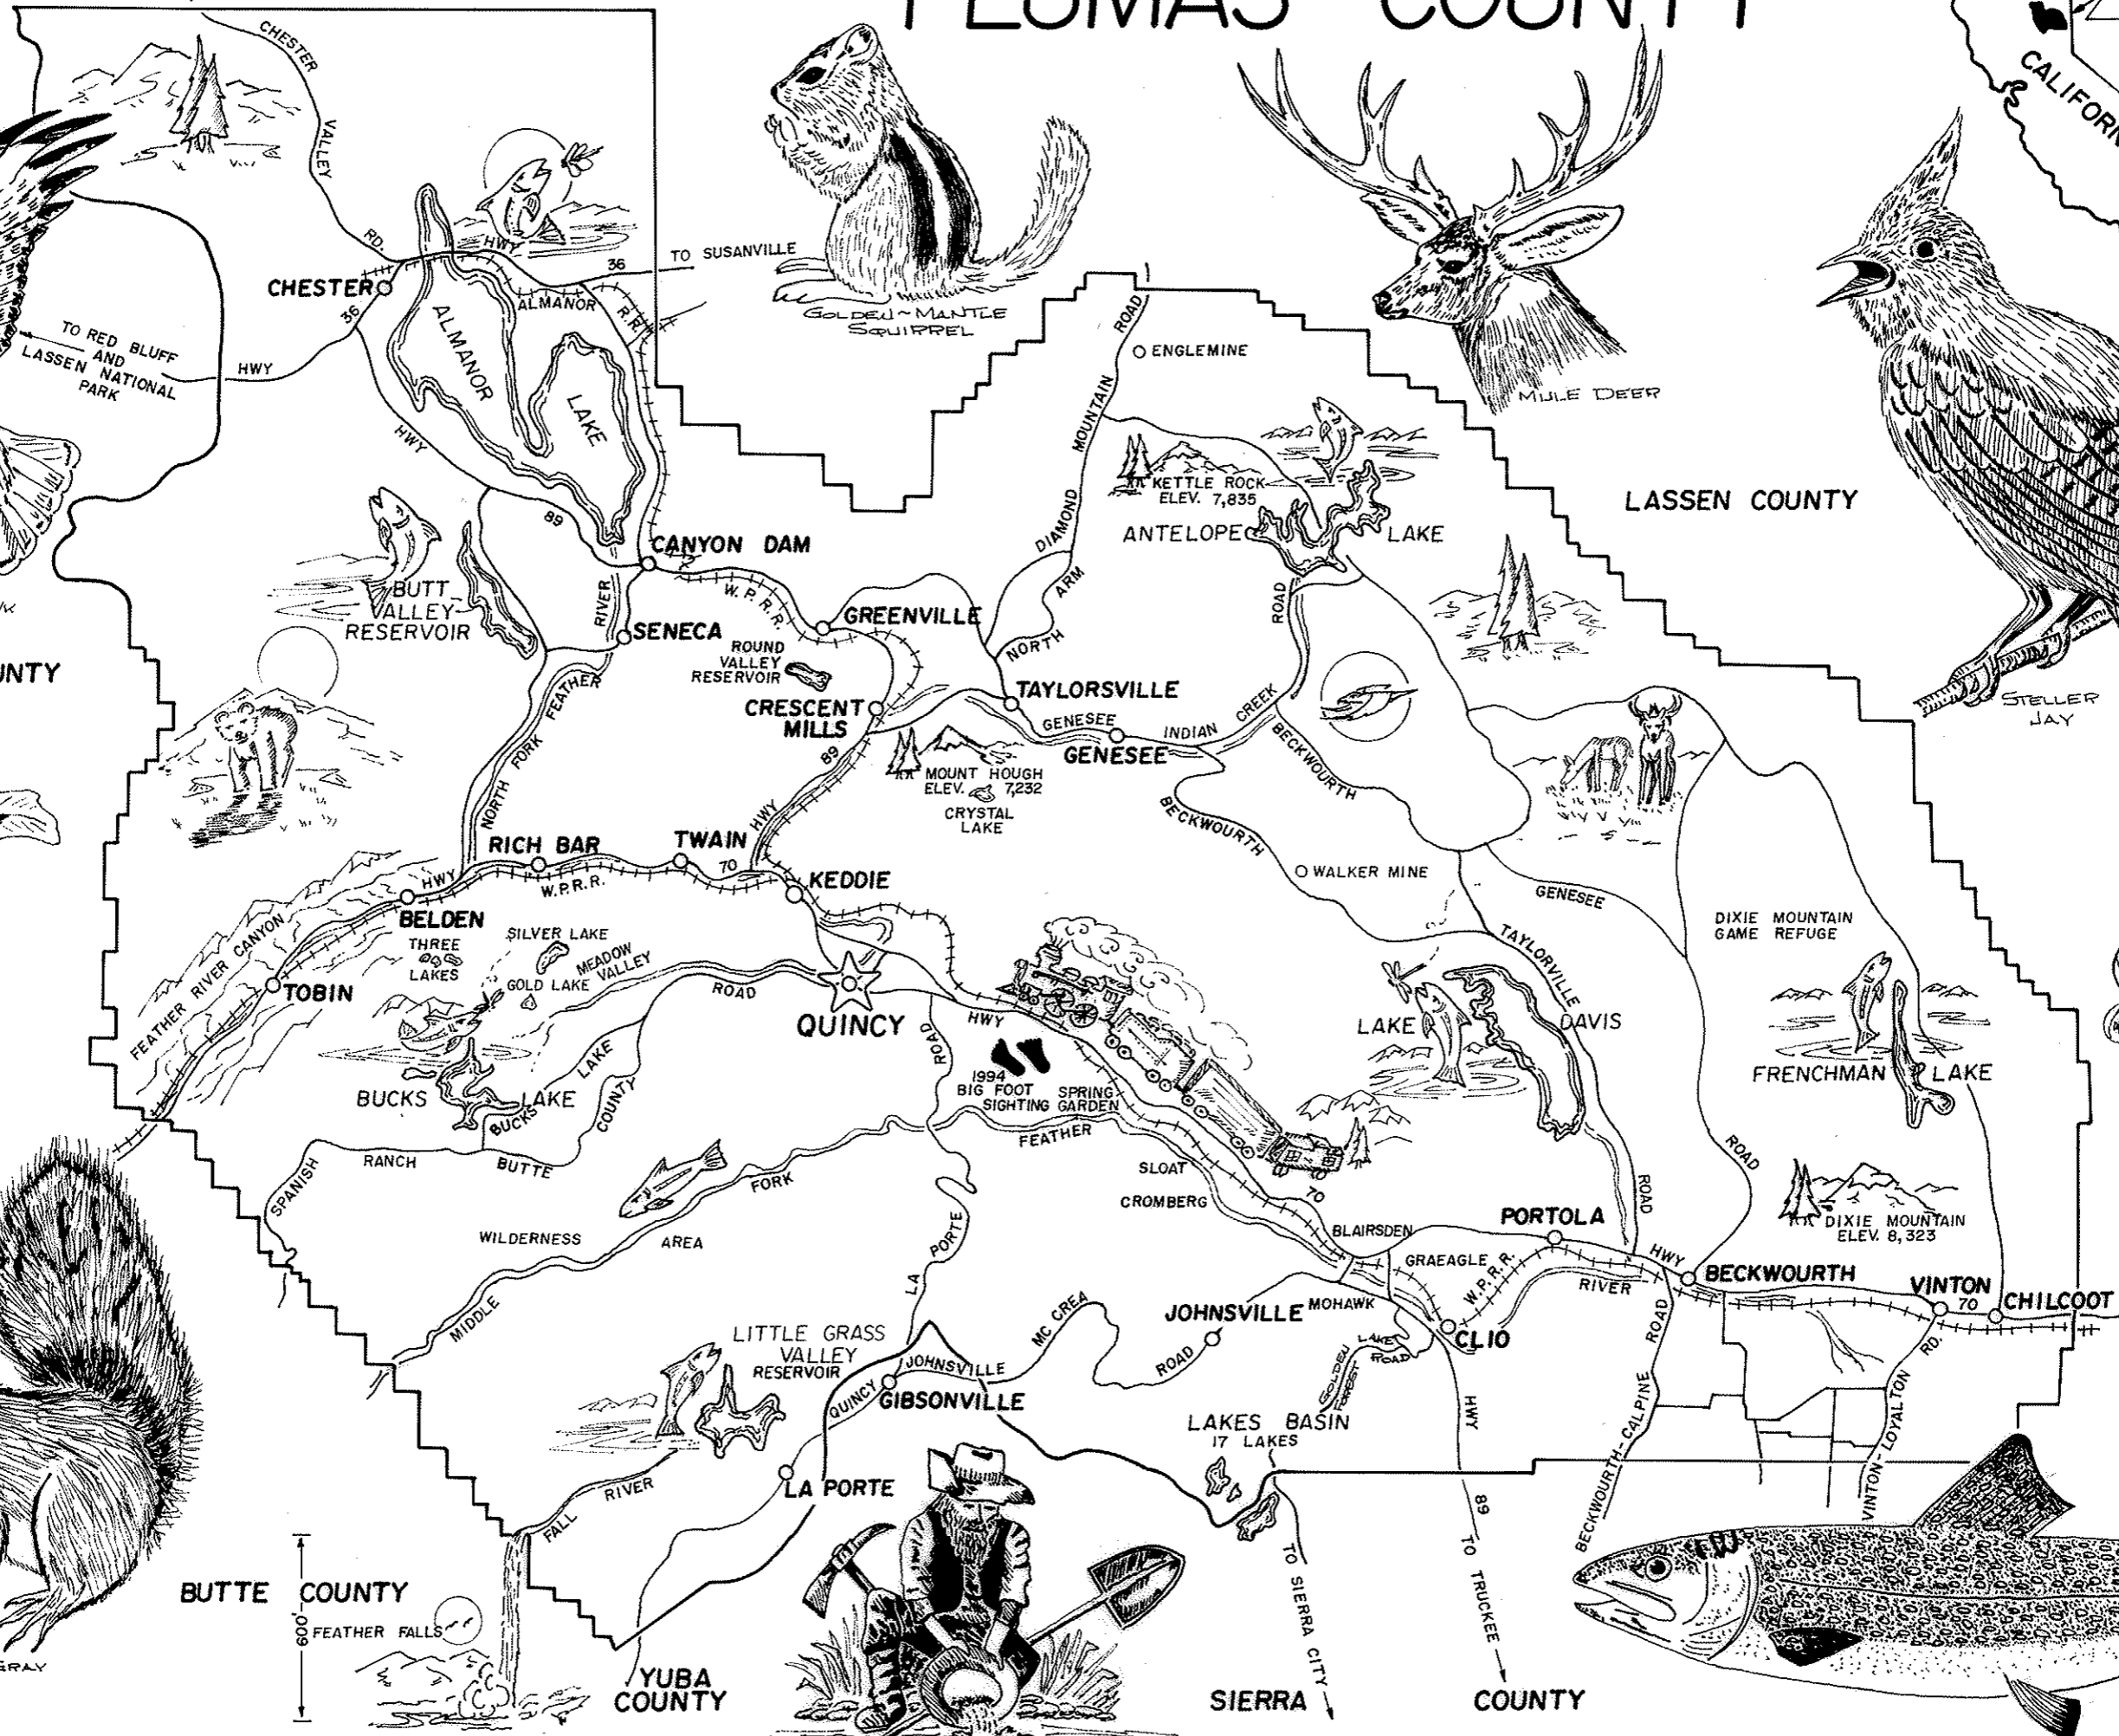 PLUMAS COUNTY
CALIFORN
CHESTER
VALLEY
RD.
HWY
36
TO SUSANVILLE
CHESTER
36
ALMANOR
R.R.
ALMANOR
LAKE
TO RED BLUFF
AND
LASSEN NATIONAL
PARK
HWY
HWY
89
GOLDEN~MANTLE
SQUIRREL
MULE DEER
ROAD
ENGLEMINE
MOUNTAIN
DIAMOND
KETTLE ROCK
ELEV. 7,835
ANTELOPE
LAKE
LASSEN COUNTY
STELLER
JAY
CANYON DAM
W.P.R.R.
BUTT
VALLEY
RESERVOIR
RIVER
SENECA
GREENVILLE
ARM
NORTH
ROAD
UNTY
ROUND
VALLEY
RESERVOIR
FEATHER
FORK
NORTH
CRESCENT
MILLS
TAYLORSVILLE
GENESEE
GENESEE
INDIAN
CREEK
BECKWOURTH
BECKWOURTH
89
HWY
MOUNT HOUGH
ELEV. 7,232
CRYSTAL
LAKE
RICH BAR
TWAIN
70
HWY
W.P.R.R.
KEDDIE
BELDEN
WALKER MINE
GENESEE
DIXIE MOUNTAIN
GAME REFUGE
THREE
LAKES
SILVER LAKE
GOLD LAKE
MEADOW
VALLEY
FEATHER RIVER CANYON
TOBIN
ROAD
QUINCY
HWY
ROAD
TAYLORVILLE
LAKE
DAVIS
FRENCHMAN
LAKE
1994
BIG FOOT
SIGHTING
SPRING
GARDEN
BUCKS
LAKE
BUCKS
LAKE
COUNTY
FEATHER
SPANISH
RANCH
BUTTE
FORK
SLOAT
CROMBERG
70
ROAD
ROAD
WILDERNESS
AREA
LA
PORTE
BLAIRSDEN
PORTOLA
GRAEAGLE
W.P.R.R.
HWY
RIVER
DIXIE MOUNTAIN
ELEV. 8,323
BECKWOURTH
VINTON
70
CHILCOOT
MIDDLE
MC CREA
ROAD
JOHNSVILLE
MOHAWK
CLIO
LAKE
ROAD
GOLDEN
FOREST
ROAD
RD.
LITTLE GRASS
VALLEY
RESERVOIR
JOHNSVILLE
QUINCY
GIBSONVILLE
HWY
BECKWOURTH-CALPINE
VINTON-LOYALTON
LAKES BASIN
17 LAKES
LA PORTE
FALL
RIVER
89
TO TRUCKEE
TO SIERRA CITY
BUTTE COUNTY
600'
FEATHER FALLS
GRAY
YUBA
COUNTY
SIERRA
COUNTY